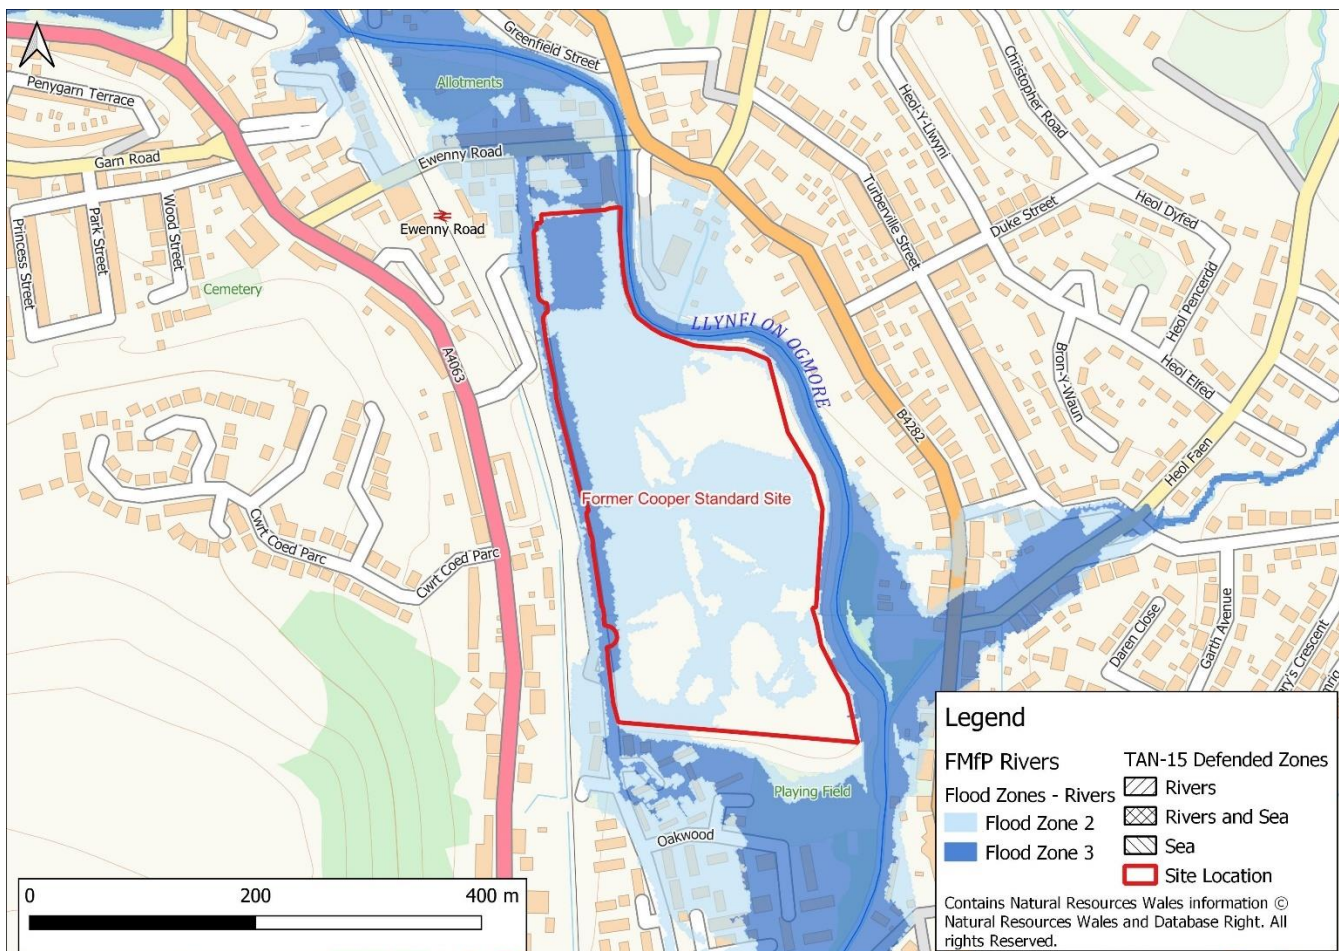 Greenfield Street
Allotments
Penygarn Terrace
Garn Road
Ewenny Road
Ewenny Road
Princess Street
Park Street
Wood Street
Cemetery
A4063
Cwrt Coed Parc
Cwrt Coed Parc
LLYNFI ON OGMORE
Former Cooper Standard Site
Playing Field
Oakwood
Christopher Road
Heol-Y-Llwyni
Turberville Street
Duke Street
Heol Dyfed
Heol Pencerdd
Bron-Y-Waun
Heol Elfed
B4282
Heol Faen
Daren Close
Garth Avenue
ary's Crescent
Legend
FMfP Rivers
Flood Zones - Rivers
Flood Zone 2
Flood Zone 3
TAN-15 Defended Zones
Rivers
Rivers and Sea
Sea
Site Location
Contains Natural Resources Wales information ©
Natural Resources Wales and Database Right. All
rights Reserved.
0 200 400 m